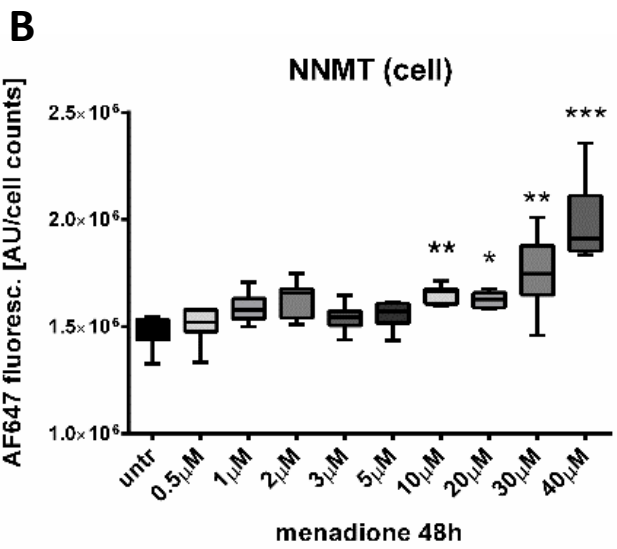 B
NNMT (cell)
AF647 fluoresc. [AU/cell counts]
2.5×10⁶
2.0×10⁶
1.5×10⁶
1.0×10⁶
** * ** ***
untr 0.5μM 1μM 2μM 3μM 5μM 10μM 20μM 30μM 40μM
menadione 48h